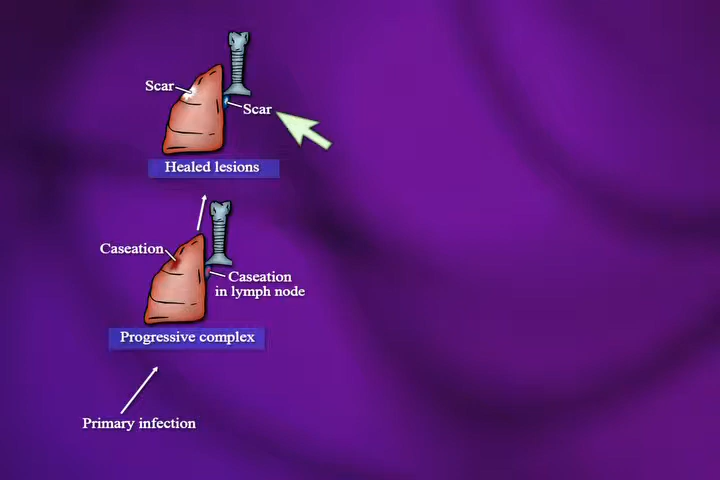 Scar
Scar
Healed lesions
Caseation
Caseation
in lymph node
Progressive complex
Primary infection